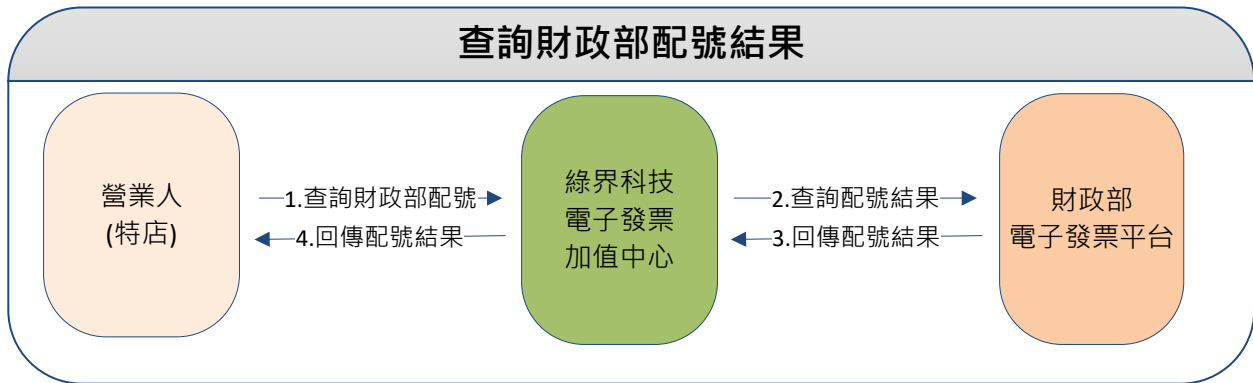 查詢財政部配號結果
營業人
(特店)
1.查詢財政部配號
4.回傳配號結果
綠界科技
電子發票
加值中心
2.查詢配號結果
3.回傳配號結果
財政部
電子發票平台